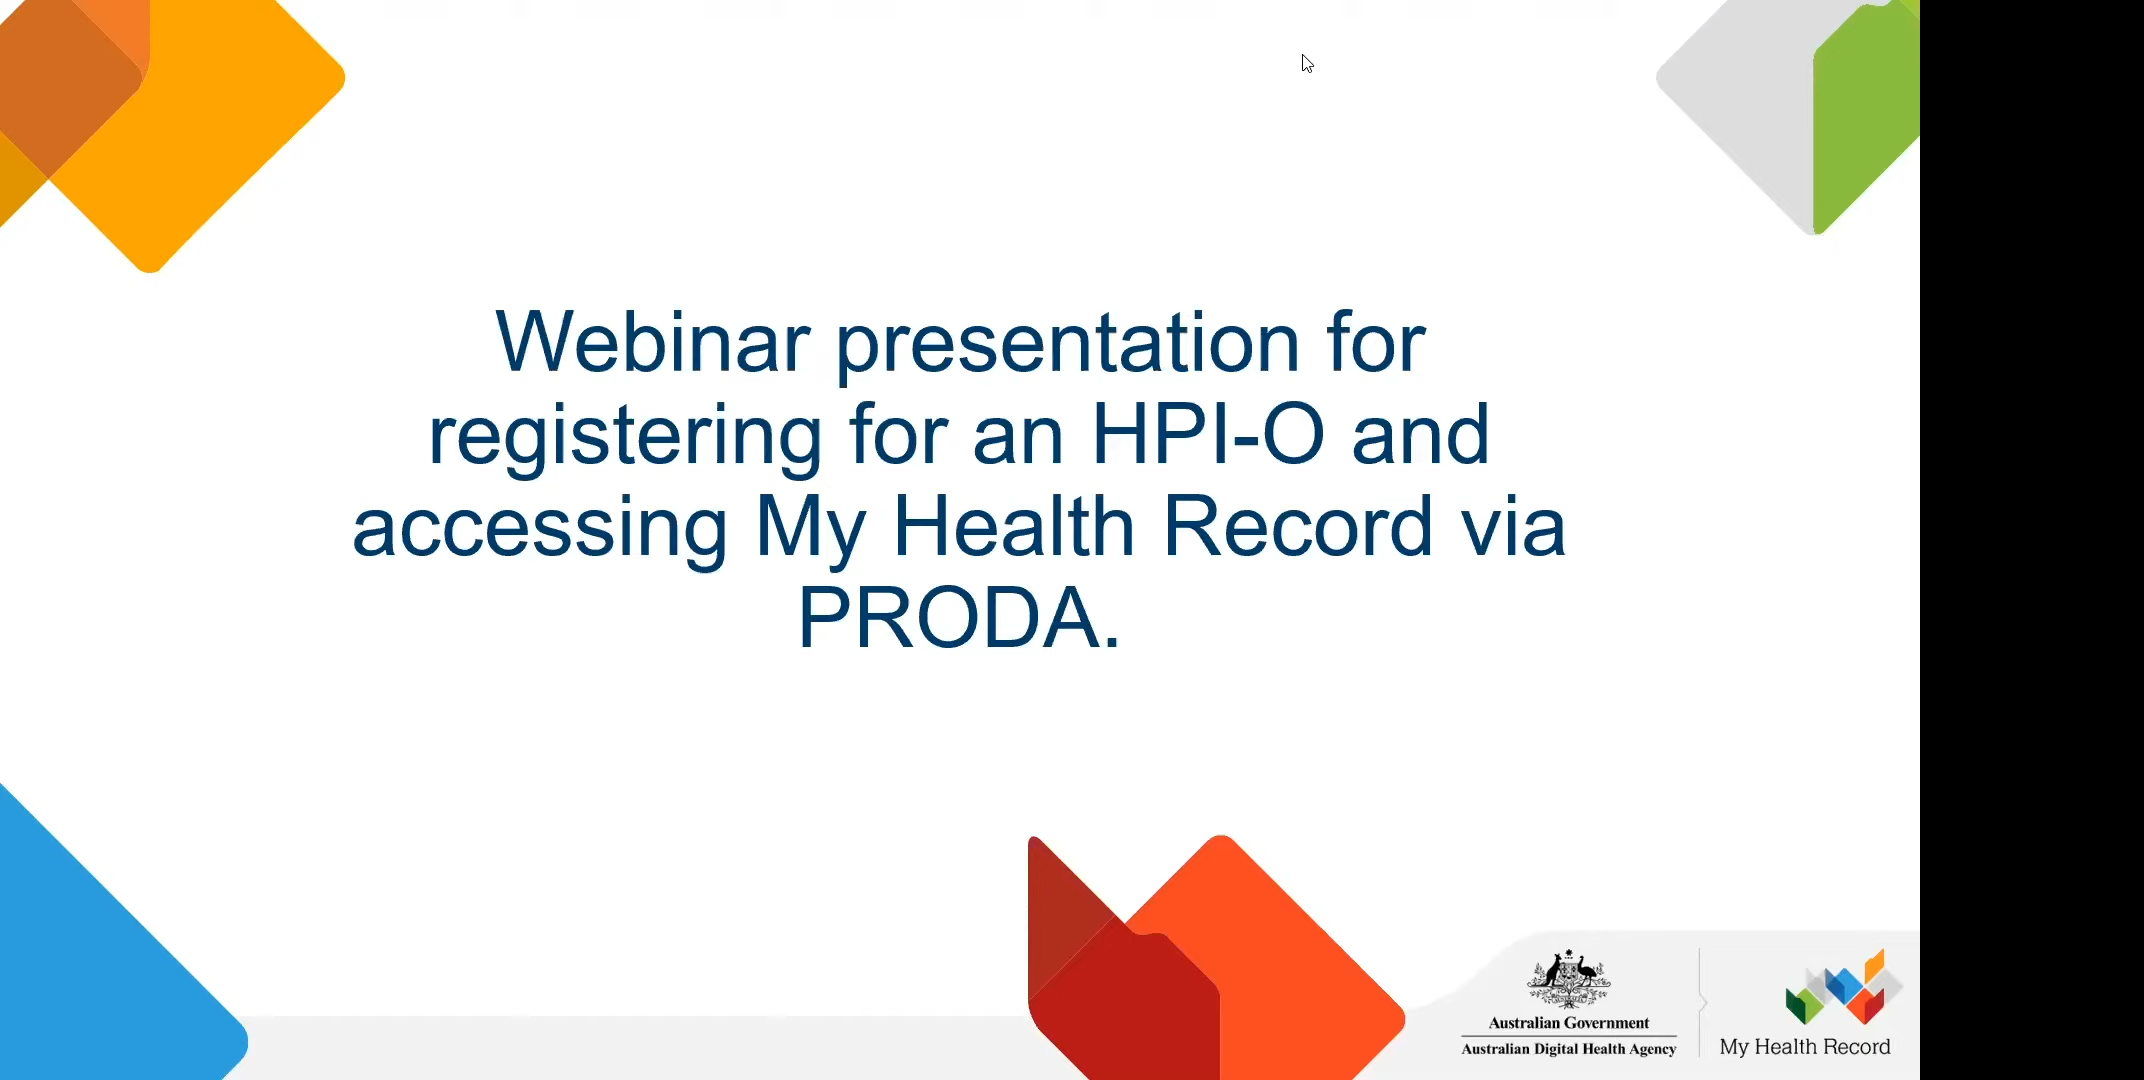 Webinar presentation for
registering for an HPI-O and
accessing My Health Record via
PRODA.
Australian Government
Australian Digital Health Agency
My Health Record